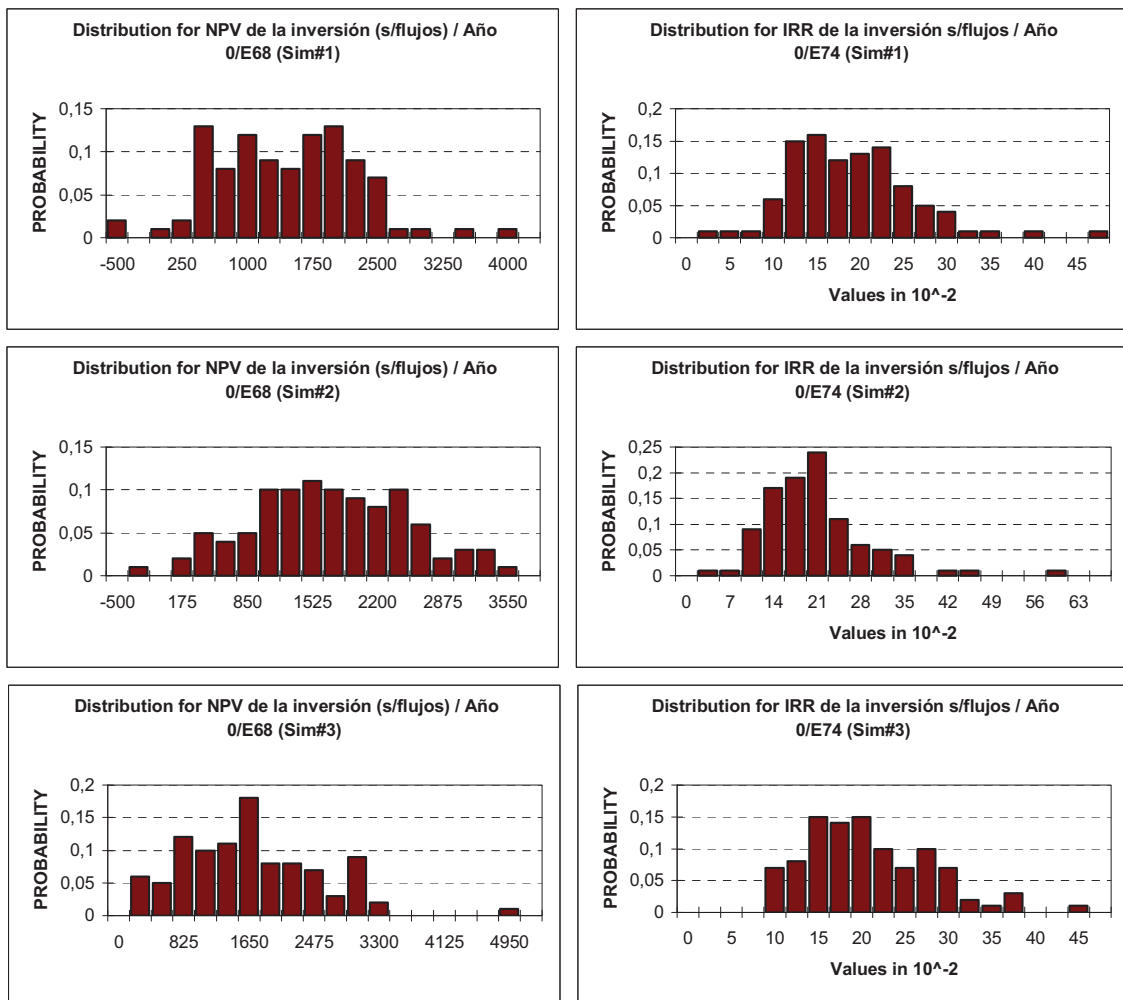 Distribution for NPV de la inversión (s/flujos) / Año
0/E68 (Sim#1)
PROBABILITY
0,15
0,1
0,05
0
-500 250 1000 1750 2500 3250 4000
Distribution for IRR de la inversión s/flujos / Año
0/E74 (Sim#1)
PROBABILITY
0,2
0,15
0,1
0,05
0
0 5 10 15 20 25 30 35 40 45
Values in 10^-2
Distribution for NPV de la inversión (s/flujos) / Año
0/E68 (Sim#2)
PROBABILITY
0,15
0,1
0,05
0
-500 175 850 1525 2200 2875 3550
Distribution for IRR de la inversión s/flujos / Año
0/E74 (Sim#2)
PROBABILITY
0,25
0,2
0,15
0,1
0,05
0
0 7 14 21 28 35 42 49 56 63
Values in 10^-2
Distribution for NPV de la inversión (s/flujos) / Año
0/E68 (Sim#3)
PROBABILITY
0,2
0,15
0,1
0,05
0
0 825 1650 2475 3300 4125 4950
Distribution for IRR de la inversión s/flujos / Año
0/E74 (Sim#3)
PROBABILITY
0,2
0,15
0,1
0,05
0
0 5 10 15 20 25 30 35 40 45
Values in 10^-2